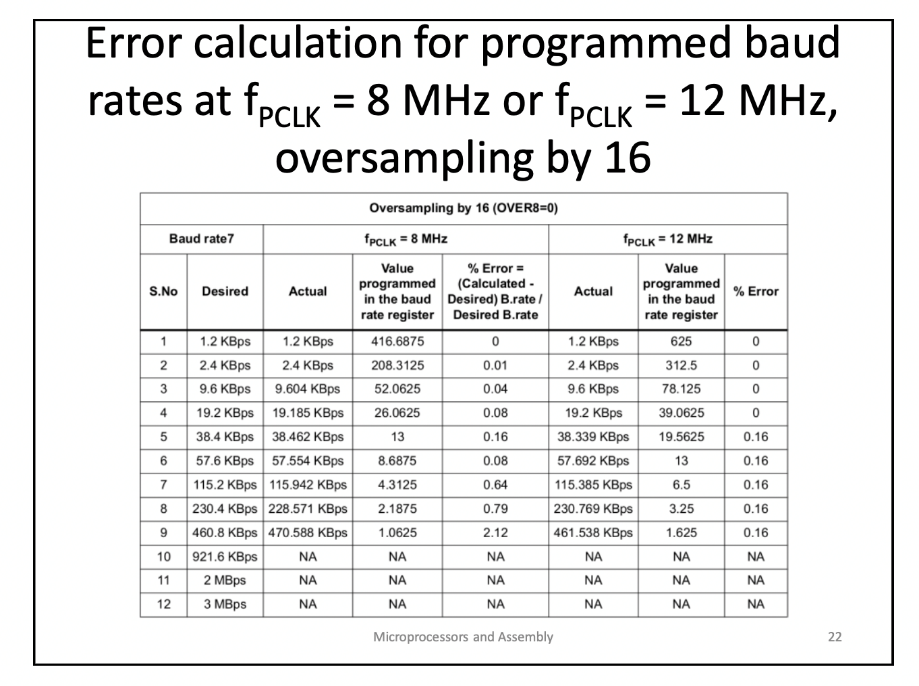 Error calculation for programmed baud
rates at fPCLK = 8 MHz or fPCLK = 12 MHz,
oversampling by 16
Oversampling by 16 (OVER8=0)
Baud rate7 fPCLK = 8 MHz fPCLK = 12 MHz
S.No Desired Actual Value programmed in the baud rate register % Error = (Calculated - Desired) B.rate / Desired B.rate Actual Value programmed in the baud rate register % Error
1 1.2 KBps 1.2 KBps 416.6875 0 1.2 KBps 625 0
2 2.4 KBps 2.4 KBps 208.3125 0.01 2.4 KBps 312.5 0
3 9.6 KBps 9.604 KBps 52.0625 0.04 9.6 KBps 78.125 0
4 19.2 KBps 19.185 KBps 26.0625 0.08 19.2 KBps 39.0625 0
5 38.4 KBps 38.462 KBps 13 0.16 38.339 KBps 19.5625 0.16
6 57.6 KBps 57.554 KBps 8.6875 0.08 57.692 KBps 13 0.16
7 115.2 KBps 115.942 KBps 4.3125 0.64 115.385 KBps 6.5 0.16
8 230.4 KBps 228.571 KBps 2.1875 0.79 230.769 KBps 3.25 0.16
9 460.8 KBps 470.588 KBps 1.0625 2.12 461.538 KBps 1.625 0.16
10 921.6 KBps NA NA NA NA NA NA
11 2 MBps NA NA NA NA NA NA
12 3 MBps NA NA NA NA NA NA
Microprocessors and Assembly 22